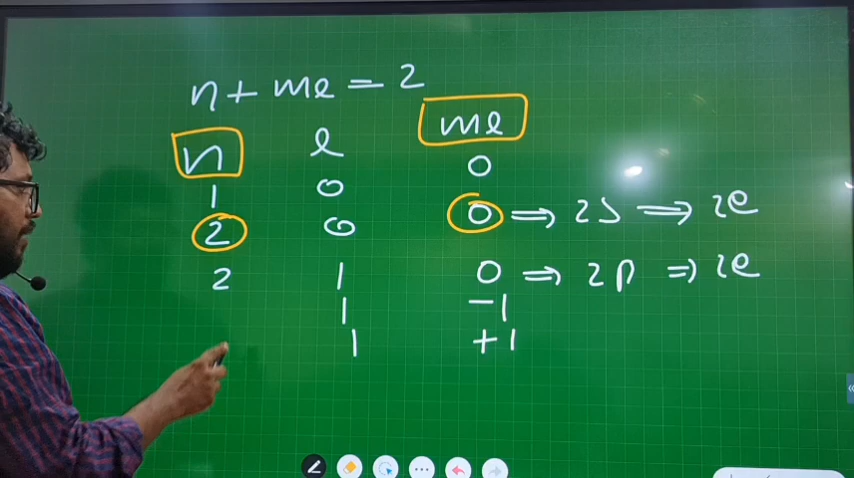 n + me = 2
n l me
1 0 0
2 0 0 ⇒ 2s ⇒ 2e
2 1 0 ⇒ 2p ⇒ 2e
1 -1
1 +1